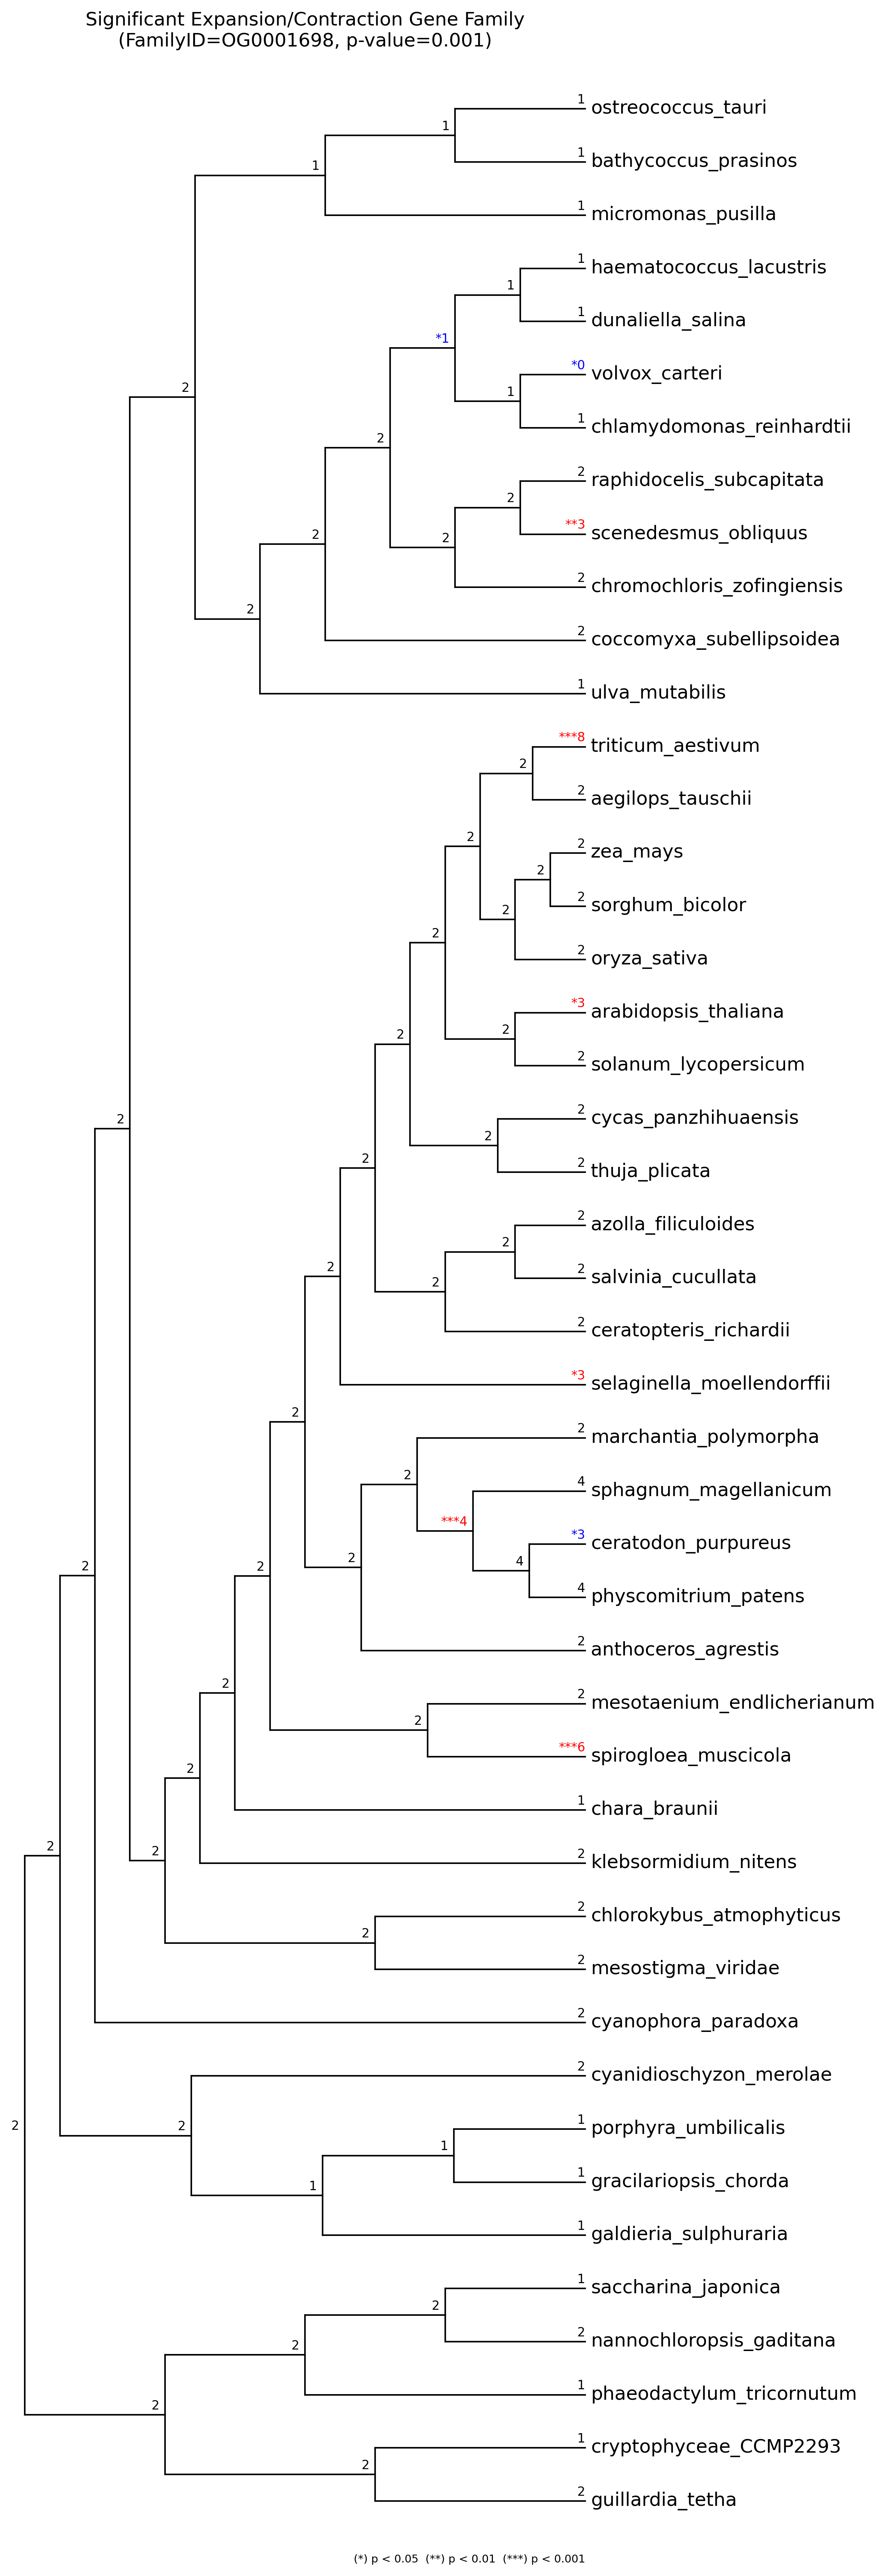 Significant Expansion/Contraction Gene Family
(FamilyID=OG0001698, p-value=0.001)
1 ostreococcus_tauri
1
1 bathycoccus_prasinos
1
1 micromonas_pusilla
1 haematococcus_lacustris
1
1 dunaliella_salina
*1
*0 volvox_carteri
2
1
1 chlamydomonas_reinhardtii
2
2 raphidocelis_subcapitata
2
**3 scenedesmus_obliquus
2
2
2 chromochloris_zofingiensis
2
2 coccomyxa_subellipsoidea
1 ulva_mutabilis
***8 triticum_aestivum
2
2 aegilops_tauschii
2
2 zea_mays
2
2 sorghum_bicolor
2
2
2 oryza_sativa
*3 arabidopsis_thaliana
2
2
2 solanum_lycopersicum
2
2 cycas_panzhihuaensis
2
2
2 thuja_plicata
2 azolla_filiculoides
2
2
2 salvinia_cucullata
2
2 ceratopteris_richardii
*3 selaginella_moellendorffii
2
2 marchantia_polymorpha
2
4 sphagnum_magellanicum
***4
*3 ceratodon_purpureus
2
2
4
4 physcomitrium_patens
2
2 anthoceros_agrestis
2
2 mesotaenium_endlicherianum
2
***6 spirogloea_muscicola
2
1 chara_braunii
2
2
2 klebsormidium_nitens
2 chlorokybus_atmophyticus
2
2 mesostigma_viridae
2 cyanophora_paradoxa
2 cyanidioschyzon_merolae
2
2
1 porphyra_umbilicalis
1
1 gracilariopsis_chorda
1
1 galdieria_sulphuraria
1 saccharina_japonica
2
2 nannochloropsis_gaditana
2
1 phaeodactylum_tricornutum
2
1 cryptophyceae_CCMP2293
2
2 guillardia_tetha
(*) p < 0.05 (**) p < 0.01 (***) p < 0.001